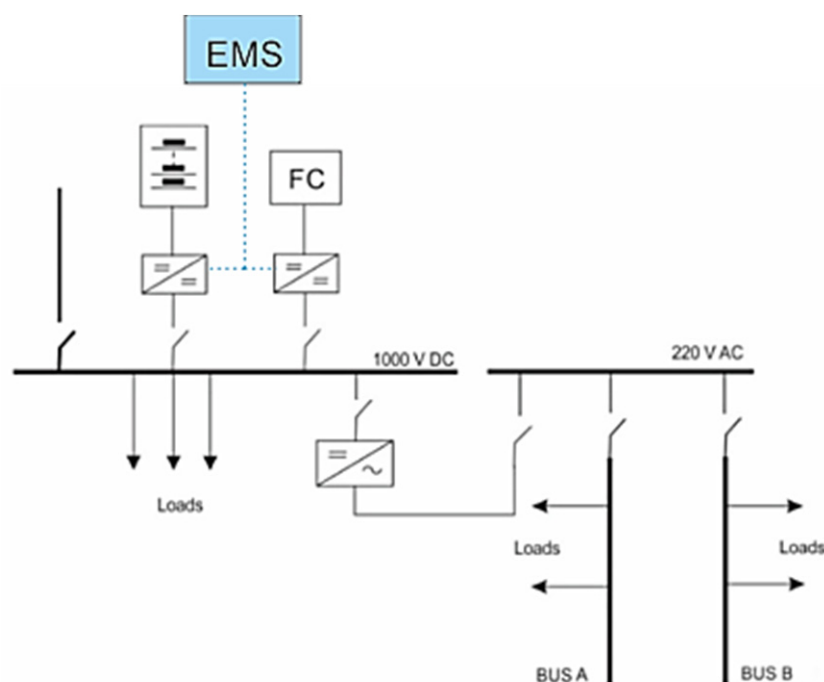 EMS
FC
1000 V DC
220 V AC
Loads
Loads
Loads
BUS A
BUS B